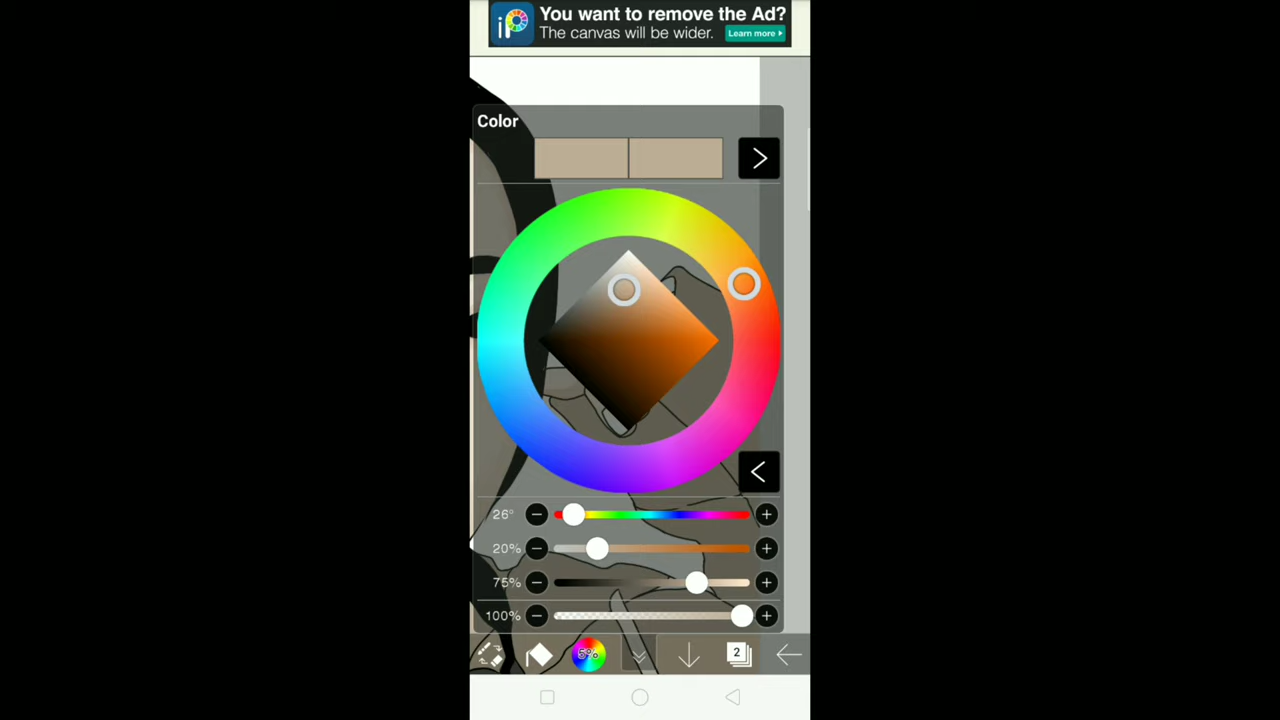 iP
You want to remove the Ad?
The canvas will be wider.
Learn more
Color
26°
20%
75%
100%
2